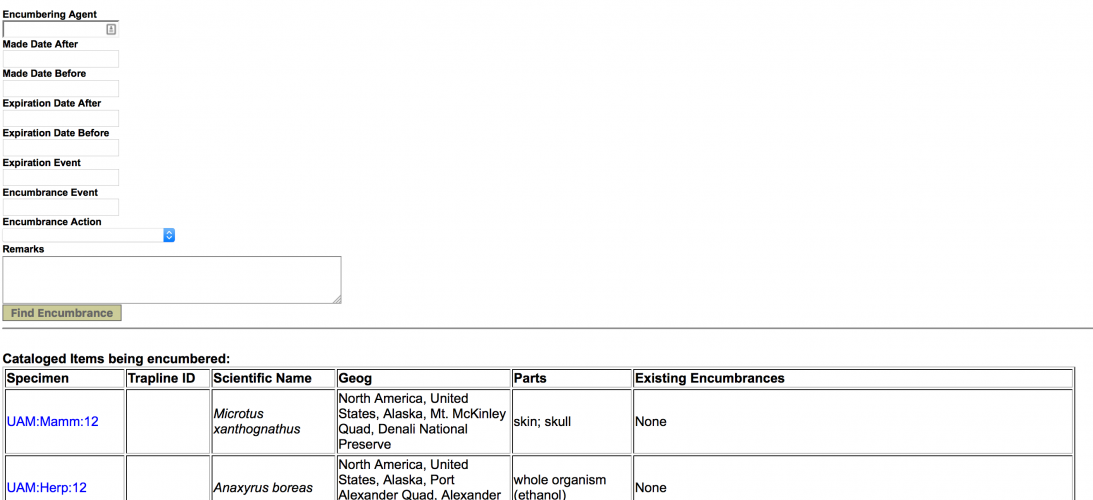 Encumbering Agent
Made Date After
Made Date Before
Expiration Date After
Expiration Date Before
Expiration Event
Encumbrance Event
Encumbrance Action
Remarks
Find Encumbrance
Cataloged Items being encumbered:
Specimen Trapline ID Scientific Name Geog Parts Existing Encumbrances
UAM:Mamm:12
Microtus
xanthognathus
North America, United
States, Alaska, Mt. McKinley
Quad, Denali National
Preserve
skin; skull
None
UAM:Herp:12
Anaxyrus boreas
North America, United
States, Alaska, Port
Alexander Quad, Alexander
whole organism
(ethanol)
None